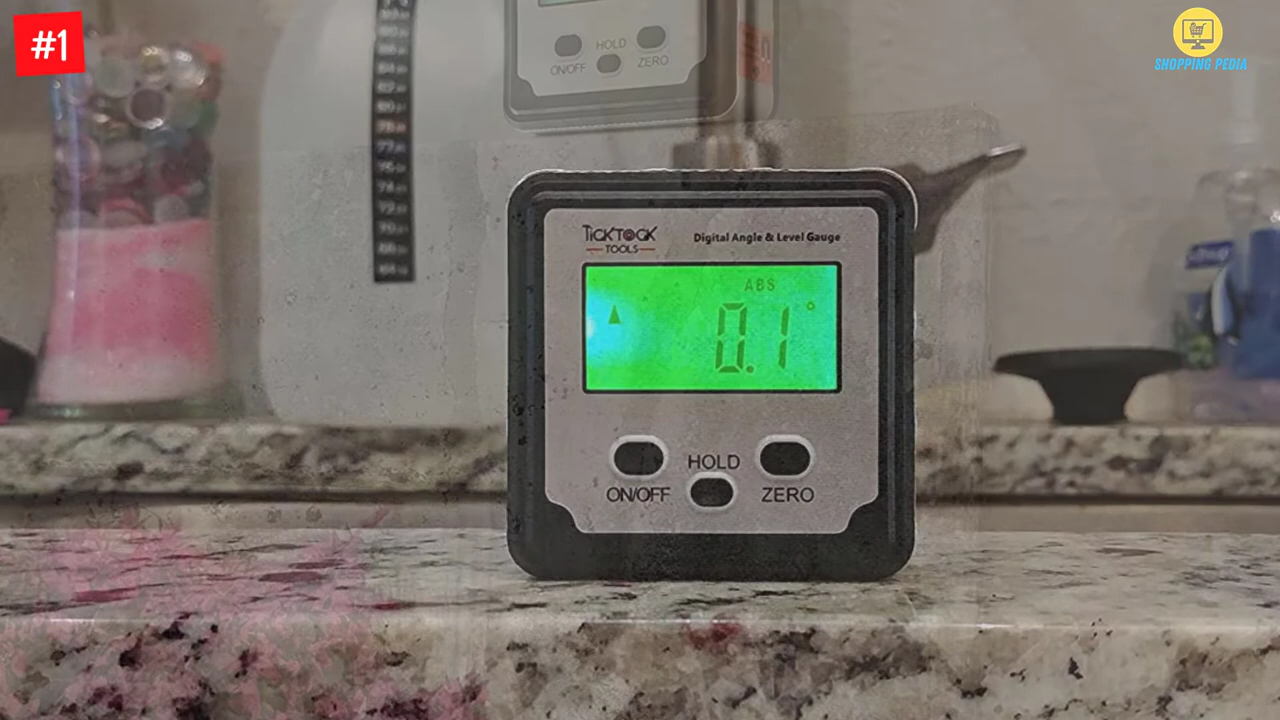 #1
SHOPPING PEDIA
HOLD
ON/OFF
ZERO
TiCKTOCK
TOOLS
Digital Angle & Level Gauge
ABS
0.1°
HOLD
ON/OFF
ZERO